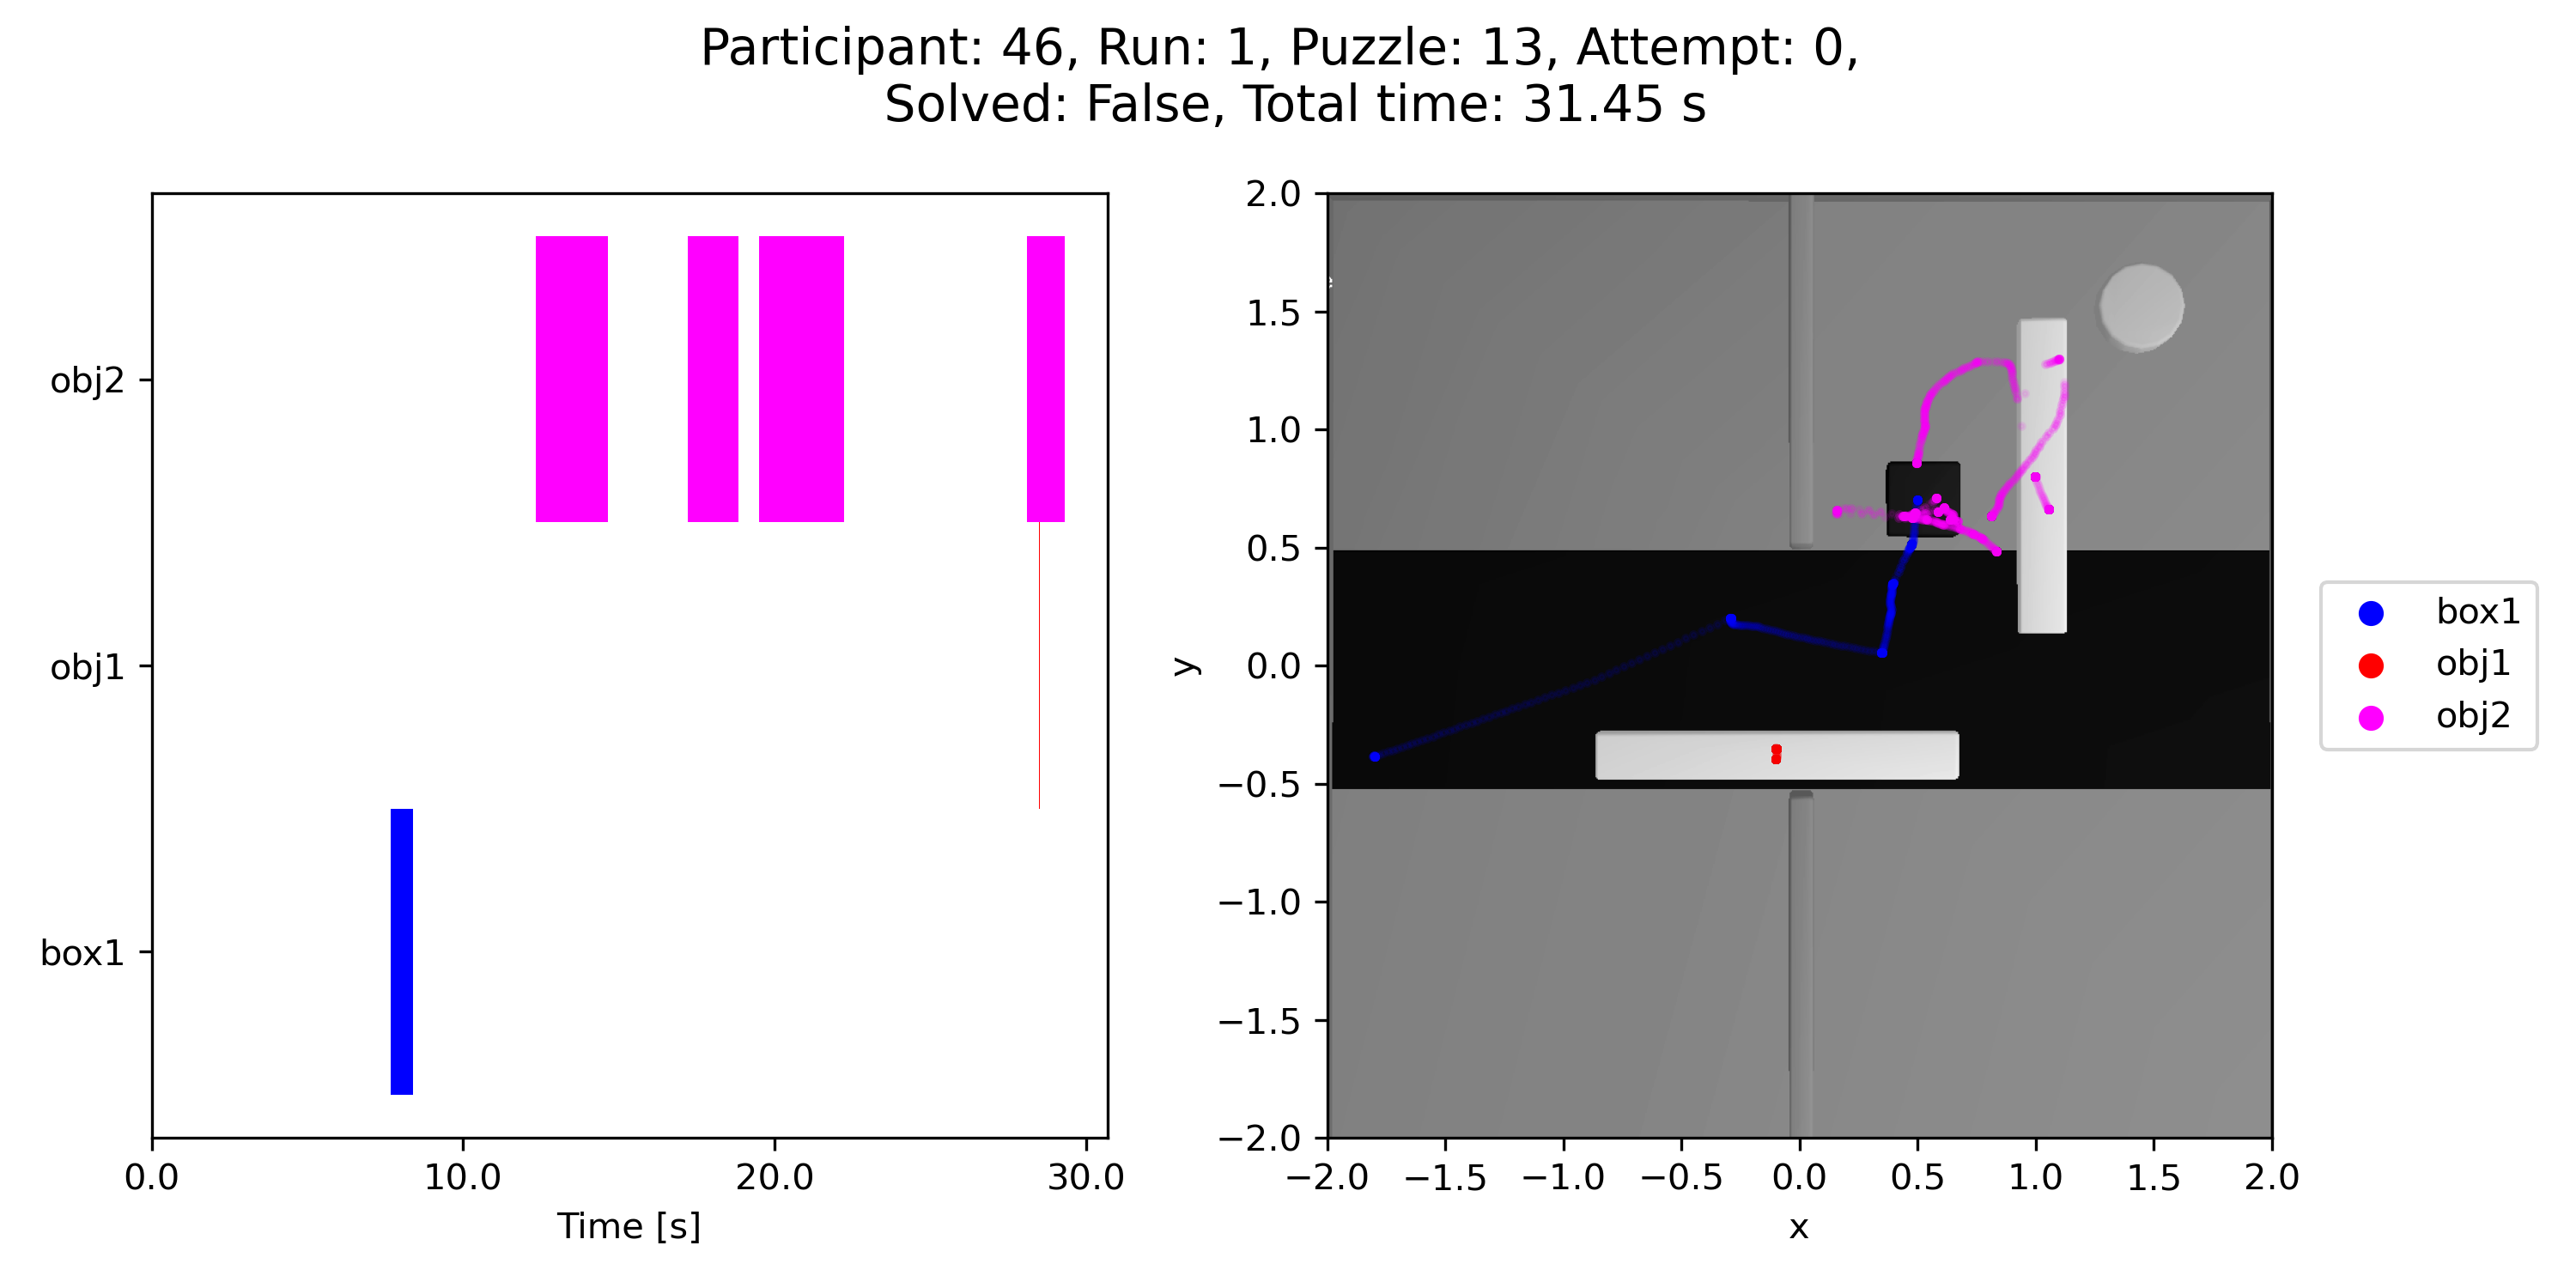 Participant: 46, Run: 1, Puzzle: 13, Attempt: 0,
Solved: False, Total time: 31.45 s
obj2
obj1
box1
0.0 10.0 20.0 30.0
Time [s]
2.0
1.5
1.0
0.5
0.0
−0.5
−1.0
−1.5
−2.0
y
−2.0 −1.5 −1.0 −0.5 0.0 0.5 1.0 1.5 2.0
x
box1
obj1
obj2